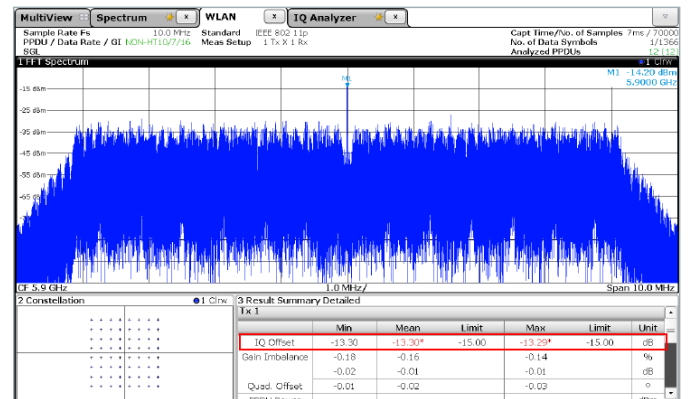 MultiView Spectrum x WLAN x IQ Analyzer x
Sample Rate Fs 10.0 MHz Standard IEEE 802 11p Capt Time/No. of Samples 7ms / 70000
PPDU / Data Rate / GI NON-HT10/7/16 Meas Setup 1 Tx X 1 Rx No. of Data Symbols 1/1366
SGL Analyzed PPDUs 12 (12)
1 FFT Spectrum 1 Clrw
M1 -14.20 dBm
5.9000 GHz
M1
-15 dBm
-25 dBm
-35 dBm
-45 dBm
-55 dBm
-65 dBm
CF 5.9 GHz 1.0 MHz/ Span 10.0 MHz
2 Constellation 1 Clrw 3 Result Summary Detailed
Tx 1
Min Mean Limit Max Limit Unit
IQ Offset -13.30 -13.30* -15.00 -13.29* -15.00 dB
Gain Imbalance -0.18 -0.16 -0.14 %
-0.02 -0.01 -0.01 dB
Quad. Offset -0.01 -0.02 -0.03 °